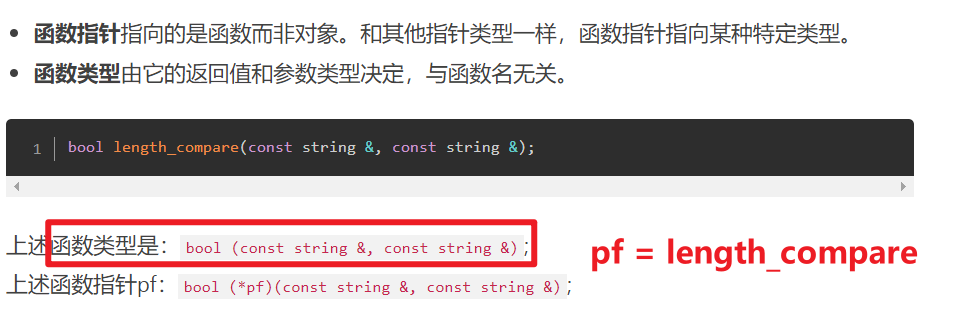 函数指针指向的是函数而非对象。和其他指针类型一样，函数指针指向某种特定类型。
函数类型由它的返回值和参数类型决定，与函数名无关。
1 bool length_compare(const string &, const string &);
上述函数类型是：bool (const string &, const string &);
pf = length_compare
上述函数指针pf：bool (*pf)(const string &, const string &);